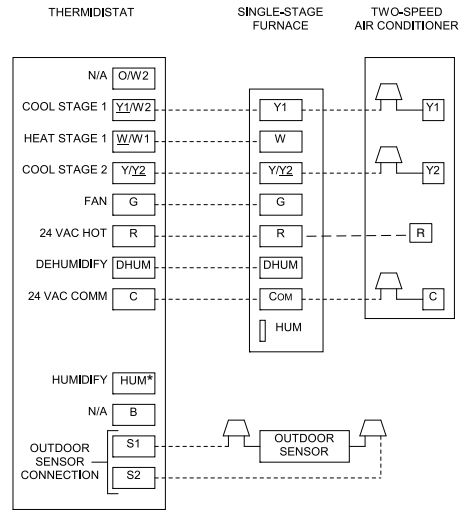 THERMIDISTAT
SINGLE-STAGE
FURNACE
TWO-SPEED
AIR CONDITIONER
N/A O/W2
COOL STAGE 1 Y1/W2 Y1 Y1
HEAT STAGE 1 W/W1 W
COOL STAGE 2 Y/Y2 Y/Y2 Y2
FAN G G
24 VAC HOT R R R
DEHUMIDIFY DHUM DHUM
24 VAC COMM C COM C
HUM
HUMIDIFY HUM*
N/A B
OUTDOOR
SENSOR
CONNECTION
S1
S2
OUTDOOR
SENSOR